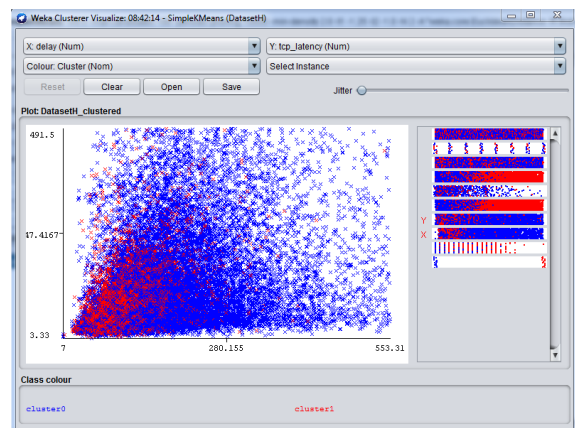 Weka Clusterer Visualize: 08:42:14 - SimpleKMeans (DatasetH)
X: delay (Num)
Y: tcp_latency (Num)
Colour: Cluster (Nom)
Select Instance
Reset
Clear
Open
Save
Jitter
Plot: DatasetH_clustered
491.5
17.4167
3.33
7
280.155
553.31
Y
X
Class colour
cluster0
cluster1